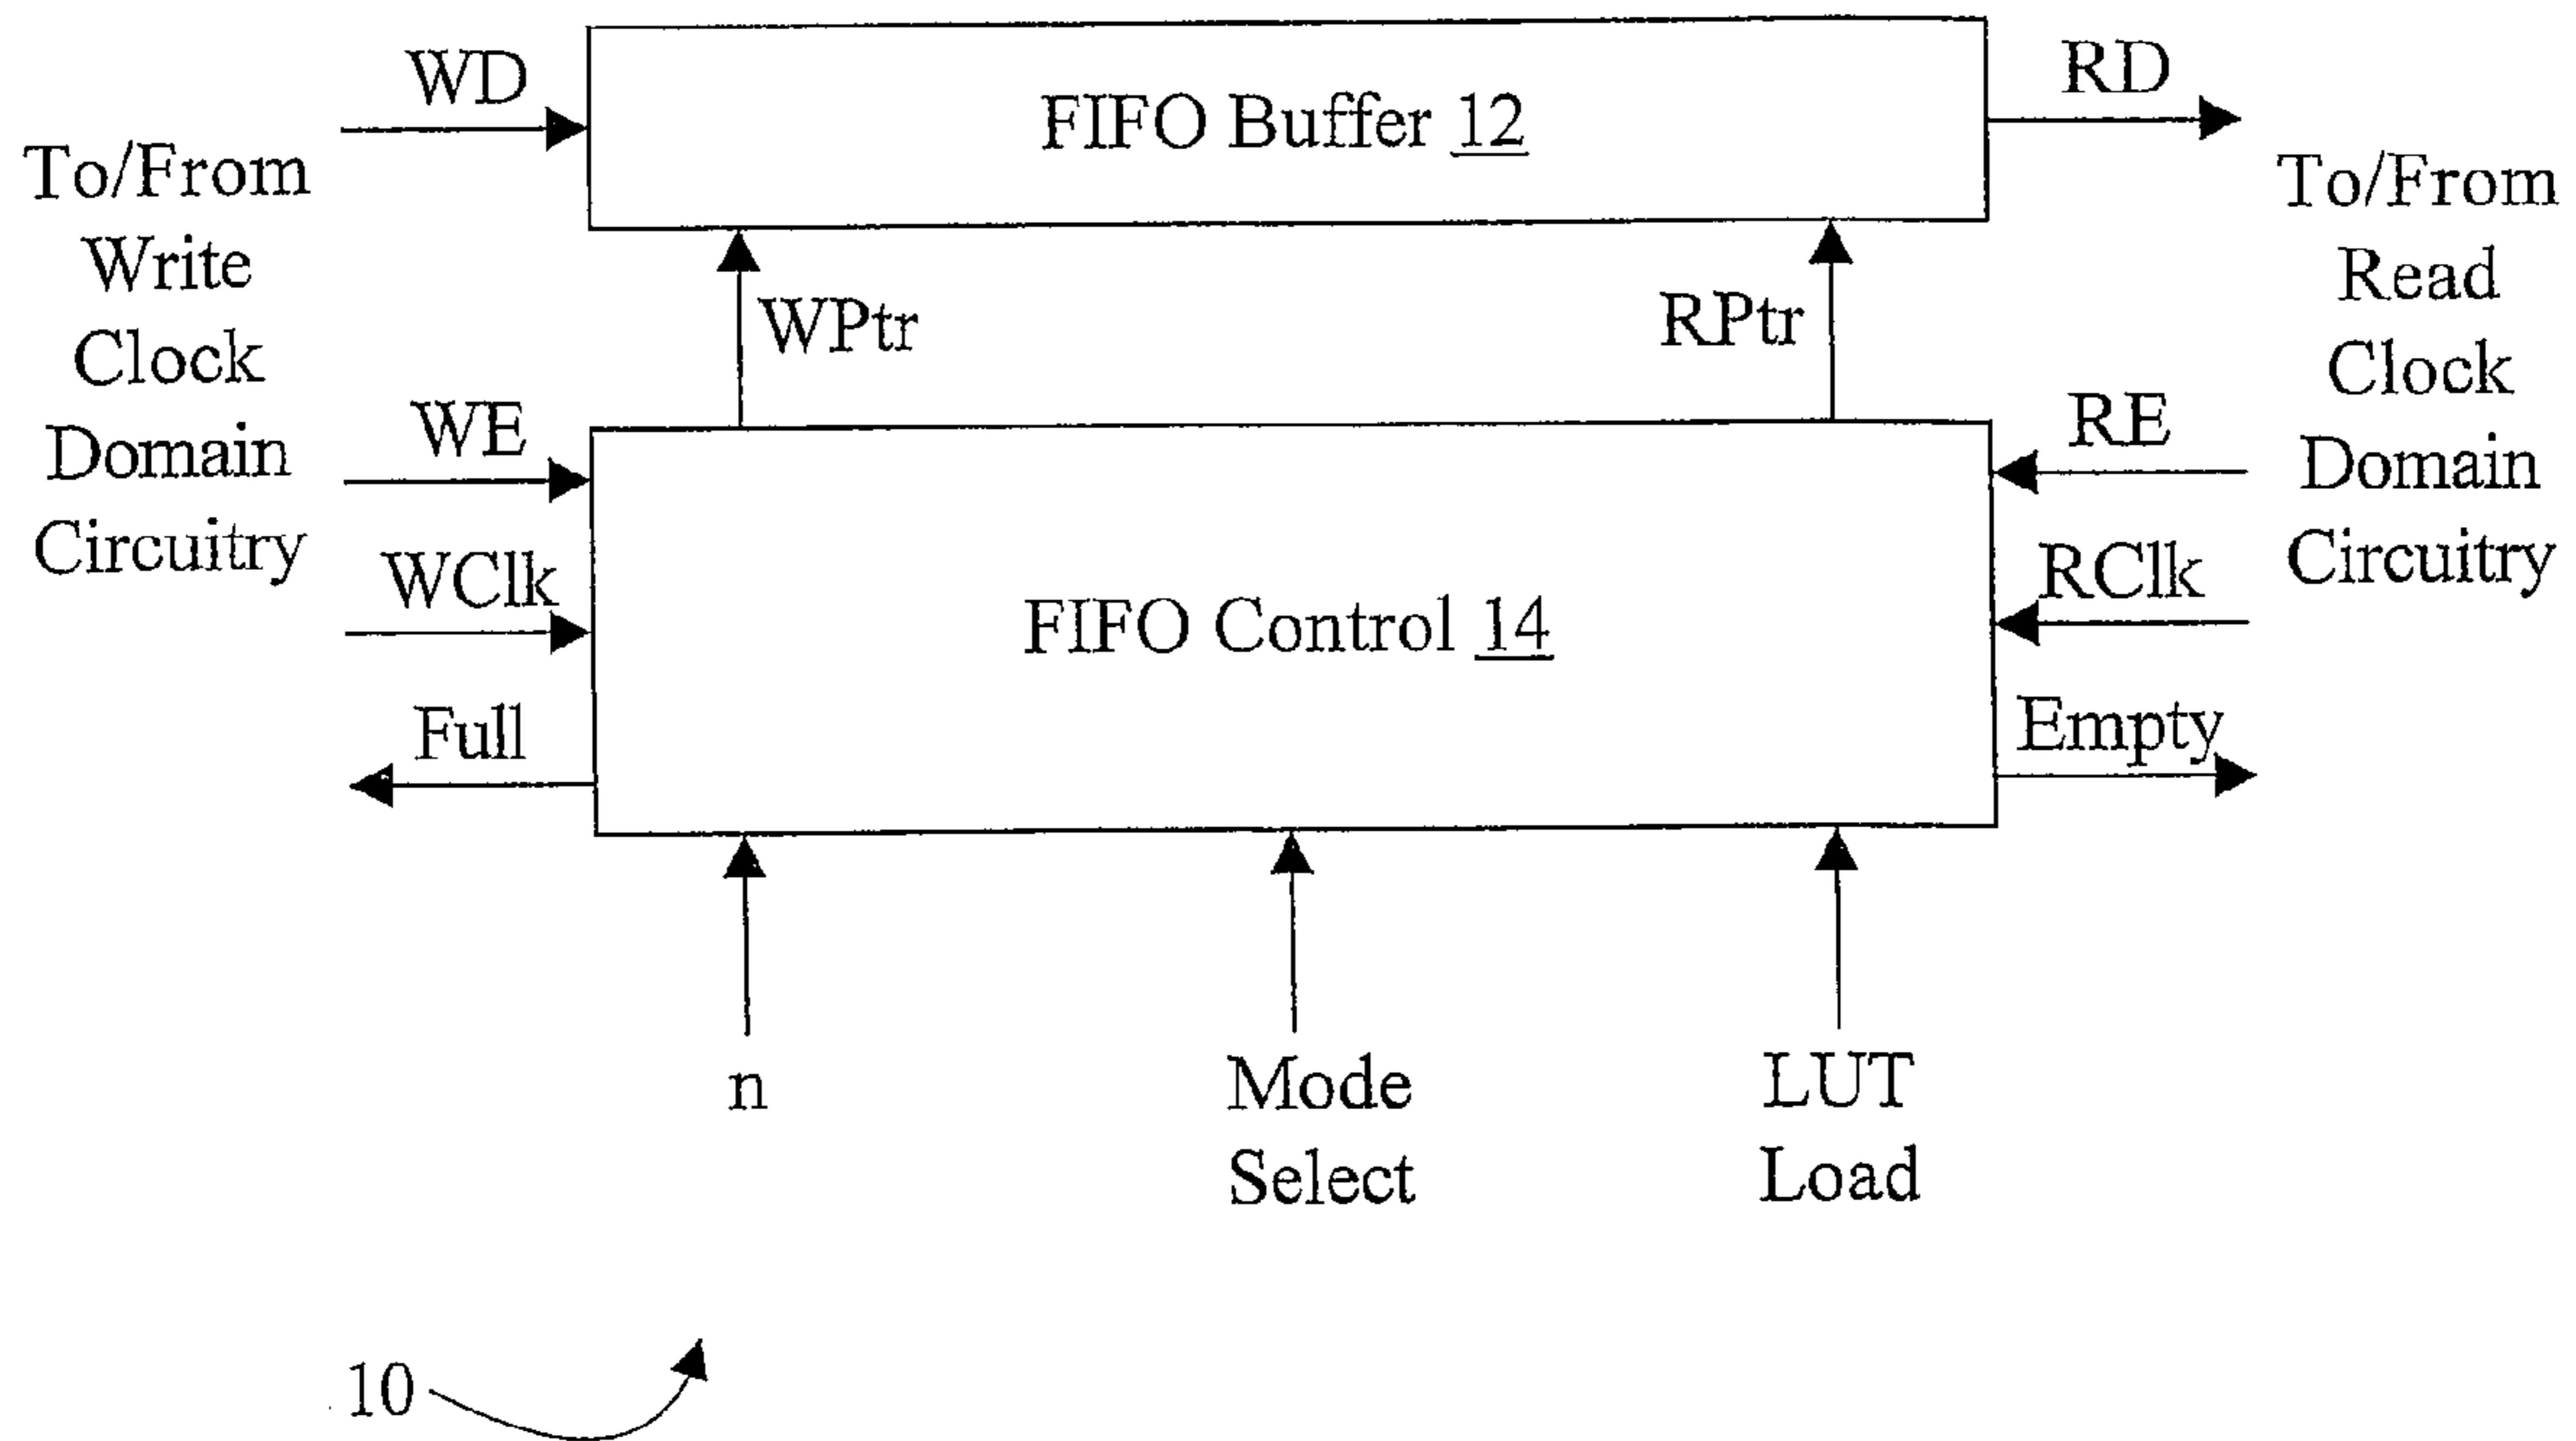 WD
FIFO Buffer 12
RD
To/From
Write
Clock
Domain
Circuitry
To/From
Read
Clock
Domain
Circuitry
WPtr
RPtr
WE
RE
WClk
FIFO Control 14
RClk
Full
Empty
n
Mode
Select
LUT
Load
10